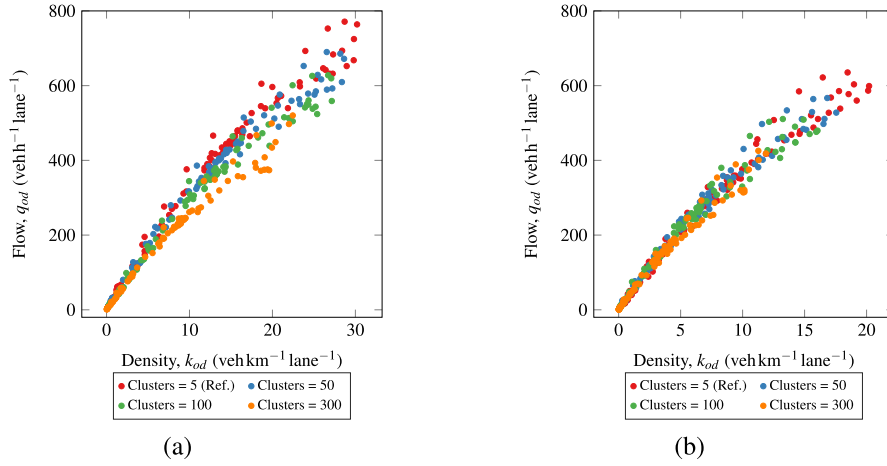 800
600
400
200
0
Flow, q_od (veh h⁻¹ lane⁻¹)
0 10 20 30
Density, k_od (veh km⁻¹ lane⁻¹)
Clusters = 5 (Ref.) Clusters = 50
Clusters = 100 Clusters = 300
(a)
800
600
400
200
0
Flow, q_od (veh h⁻¹ lane⁻¹)
0 5 10 15 20
Density, k_od (veh km⁻¹ lane⁻¹)
Clusters = 5 (Ref.) Clusters = 50
Clusters = 100 Clusters = 300
(b)